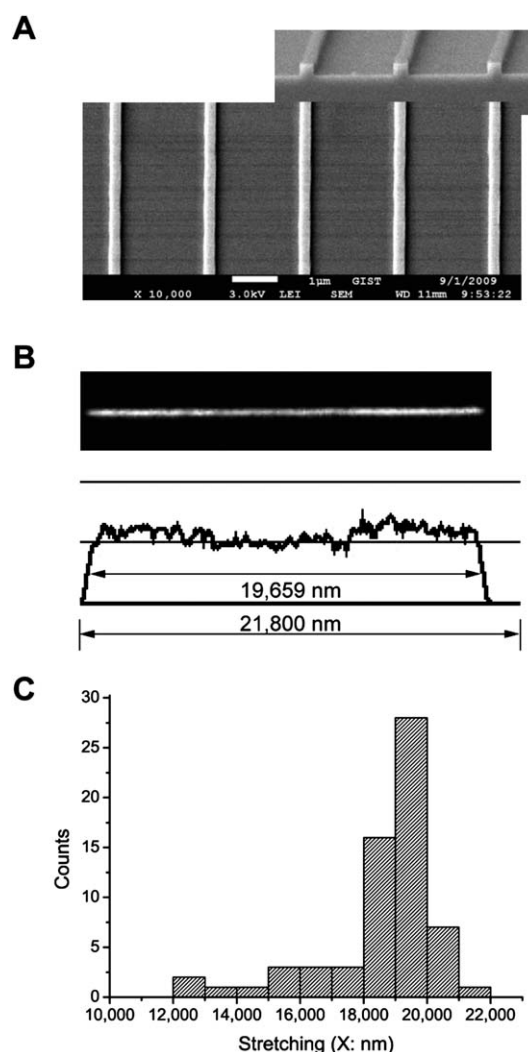 A
1µm GIST 9/1/2009
X 10,000 3.0kV LEI SEM WD 11mm 9:53:22
B
19,659 nm
21,800 nm
C
30
25
20
15
10
5
0
10,000 12,000 14,000 16,000 18,000 20,000 22,000
Counts
Stretching (X: nm)